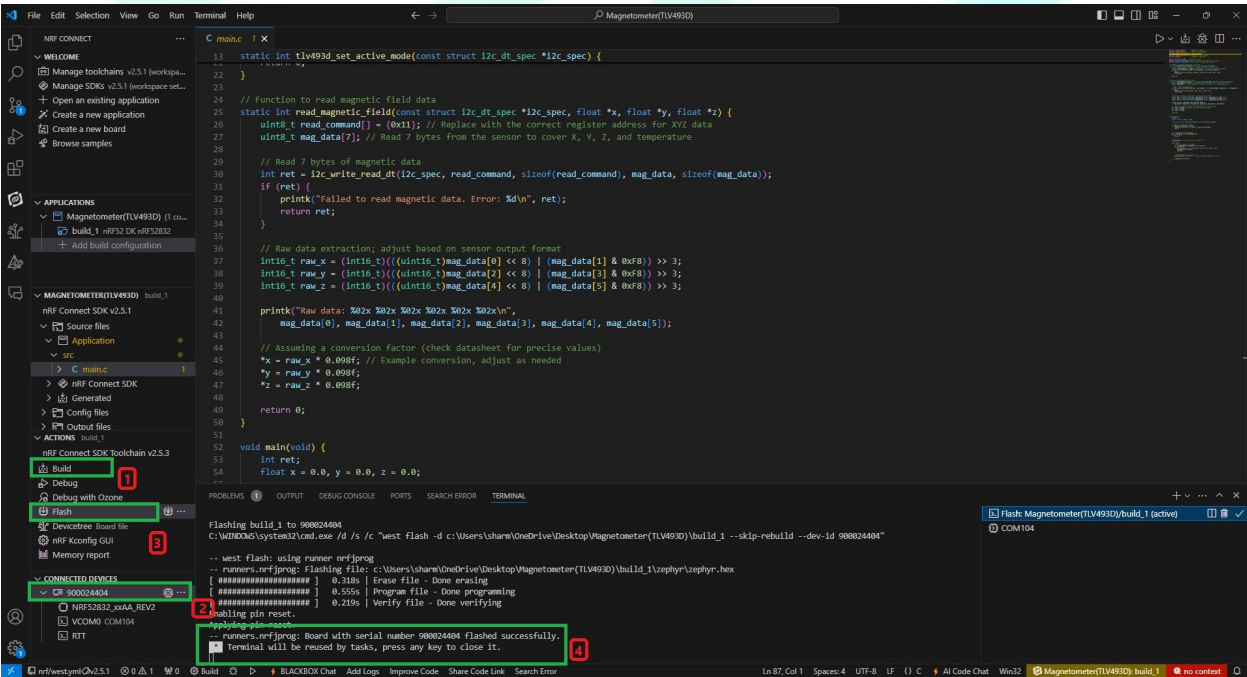 File Edit Selection View Go Run Terminal Help
Magnetometer(TLV493D)
NRF CONNECT
WELCOME
Manage toolchains v2.5.1 (workspa...
Manage SDKs v2.5.1 (workspace set...
Open an existing application
Create a new application
Create a new board
Browse samples
APPLICATIONS
Magnetometer(TLV493D) (1 co...
build_1 nRF52 DK nRF52832
Add build configuration
MAGNETOMETER(TLV493D) build_1
nRF Connect SDK v2.5.1
Source files
Application
src
C main.c 1
nRF Connect SDK
Generated
Config files
Output files
ACTIONS build_1
nRF Connect SDK Toolchain v2.5.3
Build
1
Debug
Debug with Ozone
Flash
Devicetree Board file
3
nRF Kconfig GUI
Memory report
CONNECTED DEVICES
900024404
2
NRF52832_xxAA_REV2
VCOM0 COM104
RTT
C main.c 1
13 static int tlv493d_set_active_mode(const struct i2c_dt_spec *i2c_spec) {
22 }
23
24 // Function to read magnetic field data
25 static int read_magnetic_field(const struct i2c_dt_spec *i2c_spec, float *x, float *y, float *z) {
26 uint8_t read_command[] = {0x11}; // Replace with the correct register address for XYZ data
27 uint8_t mag_data[7]; // Read 7 bytes from the sensor to cover X, Y, Z, and temperature
28
29 // Read 7 bytes of magnetic data
30 int ret = i2c_write_read_dt(i2c_spec, read_command, sizeof(read_command), mag_data, sizeof(mag_data));
31 if (ret) {
32 printk("Failed to read magnetic data. Error: %d\n", ret);
33 return ret;
34 }
35
36 // Raw data extraction; adjust based on sensor output format
37 int16_t raw_x = (int16_t)(((uint16_t)mag_data[0] << 8) | (mag_data[1] & 0xF8)) >> 3;
38 int16_t raw_y = (int16_t)(((uint16_t)mag_data[2] << 8) | (mag_data[3] & 0xF8)) >> 3;
39 int16_t raw_z = (int16_t)(((uint16_t)mag_data[4] << 8) | (mag_data[5] & 0xF8)) >> 3;
40
41 printk("Raw data: %02x %02x %02x %02x %02x %02x\n",
42 mag_data[0], mag_data[1], mag_data[2], mag_data[3], mag_data[4], mag_data[5]);
43
44 // Assuming a conversion factor (check datasheet for precise values)
45 *x = raw_x * 0.098f; // Example conversion, adjust as needed
46 *y = raw_y * 0.098f;
47 *z = raw_z * 0.098f;
48
49 return 0;
50 }
51
52 void main(void) {
53 int ret;
54 float x = 0.0, y = 0.0, z = 0.0;
PROBLEMS 1 OUTPUT DEBUG CONSOLE PORTS SEARCH ERROR TERMINAL
Flashing build_1 to 900024404
C:\WINDOWS\system32\cmd.exe /d /s /c "west flash -d c:\Users\sharm\OneDrive\Desktop\Magnetometer(TLV493D)\build_1 --skip-rebuild --dev-id 900024404"
-- west flash: using runner nrfjprog
-- runners.nrfjprog: Flashing file: c:\Users\sharm\OneDrive\Desktop\Magnetometer(TLV493D)\build_1\zephyr\zephyr.hex
[ #################### ] 0.318s | Erase file - Done erasing
[ #################### ] 0.555s | Program file - Done programming
[ #################### ] 0.219s | Verify file - Done verifying
Enabling pin reset.
Applying pin reset.
-- runners.nrfjprog: Board with serial number 900024404 flashed successfully.
* Terminal will be reused by tasks, press any key to close it.
4
Flash: Magnetometer(TLV493D)/build_1 (active)
COM104
nrf/west.yml v2.5.1 0 1 0 Build BLACKBOX Chat Add Logs Improve Code Share Code Link Search Error Ln 87, Col 1 Spaces: 4 UTF-8 LF {} C AI Code Chat Win32 Magnetometer(TLV493D): build_1 no context